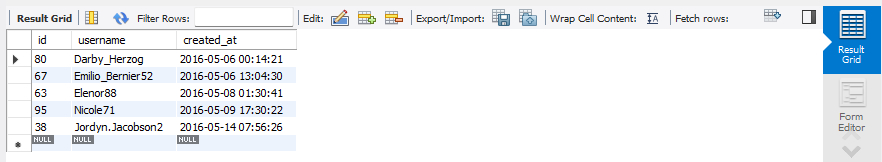 Result Grid Filter Rows: Edit: Export/Import: Wrap Cell Content: IA Fetch rows:
id username created_at
80 Darby_Herzog 2016-05-06 00:14:21
67 Emilio_Bernier52 2016-05-06 13:04:30
63 Elenor88 2016-05-08 01:30:41
95 Nicole71 2016-05-09 17:30:22
38 Jordyn.Jacobson2 2016-05-14 07:56:26
NULL NULL NULL
Result
Grid
Form
Editor